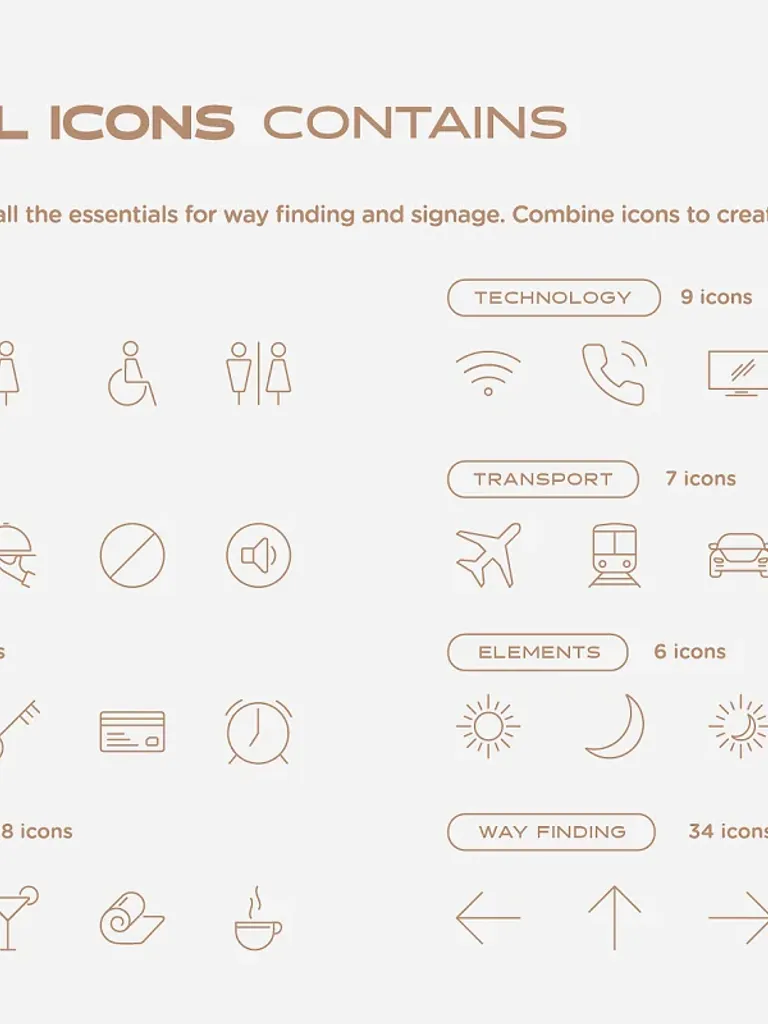 L ICONS CONTAINS
all the essentials for way finding and signage. Combine icons to creat
TECHNOLOGY 9 icons
TRANSPORT 7 icons
s
ELEMENTS 6 icons
8 icons
WAY FINDING 34 icons